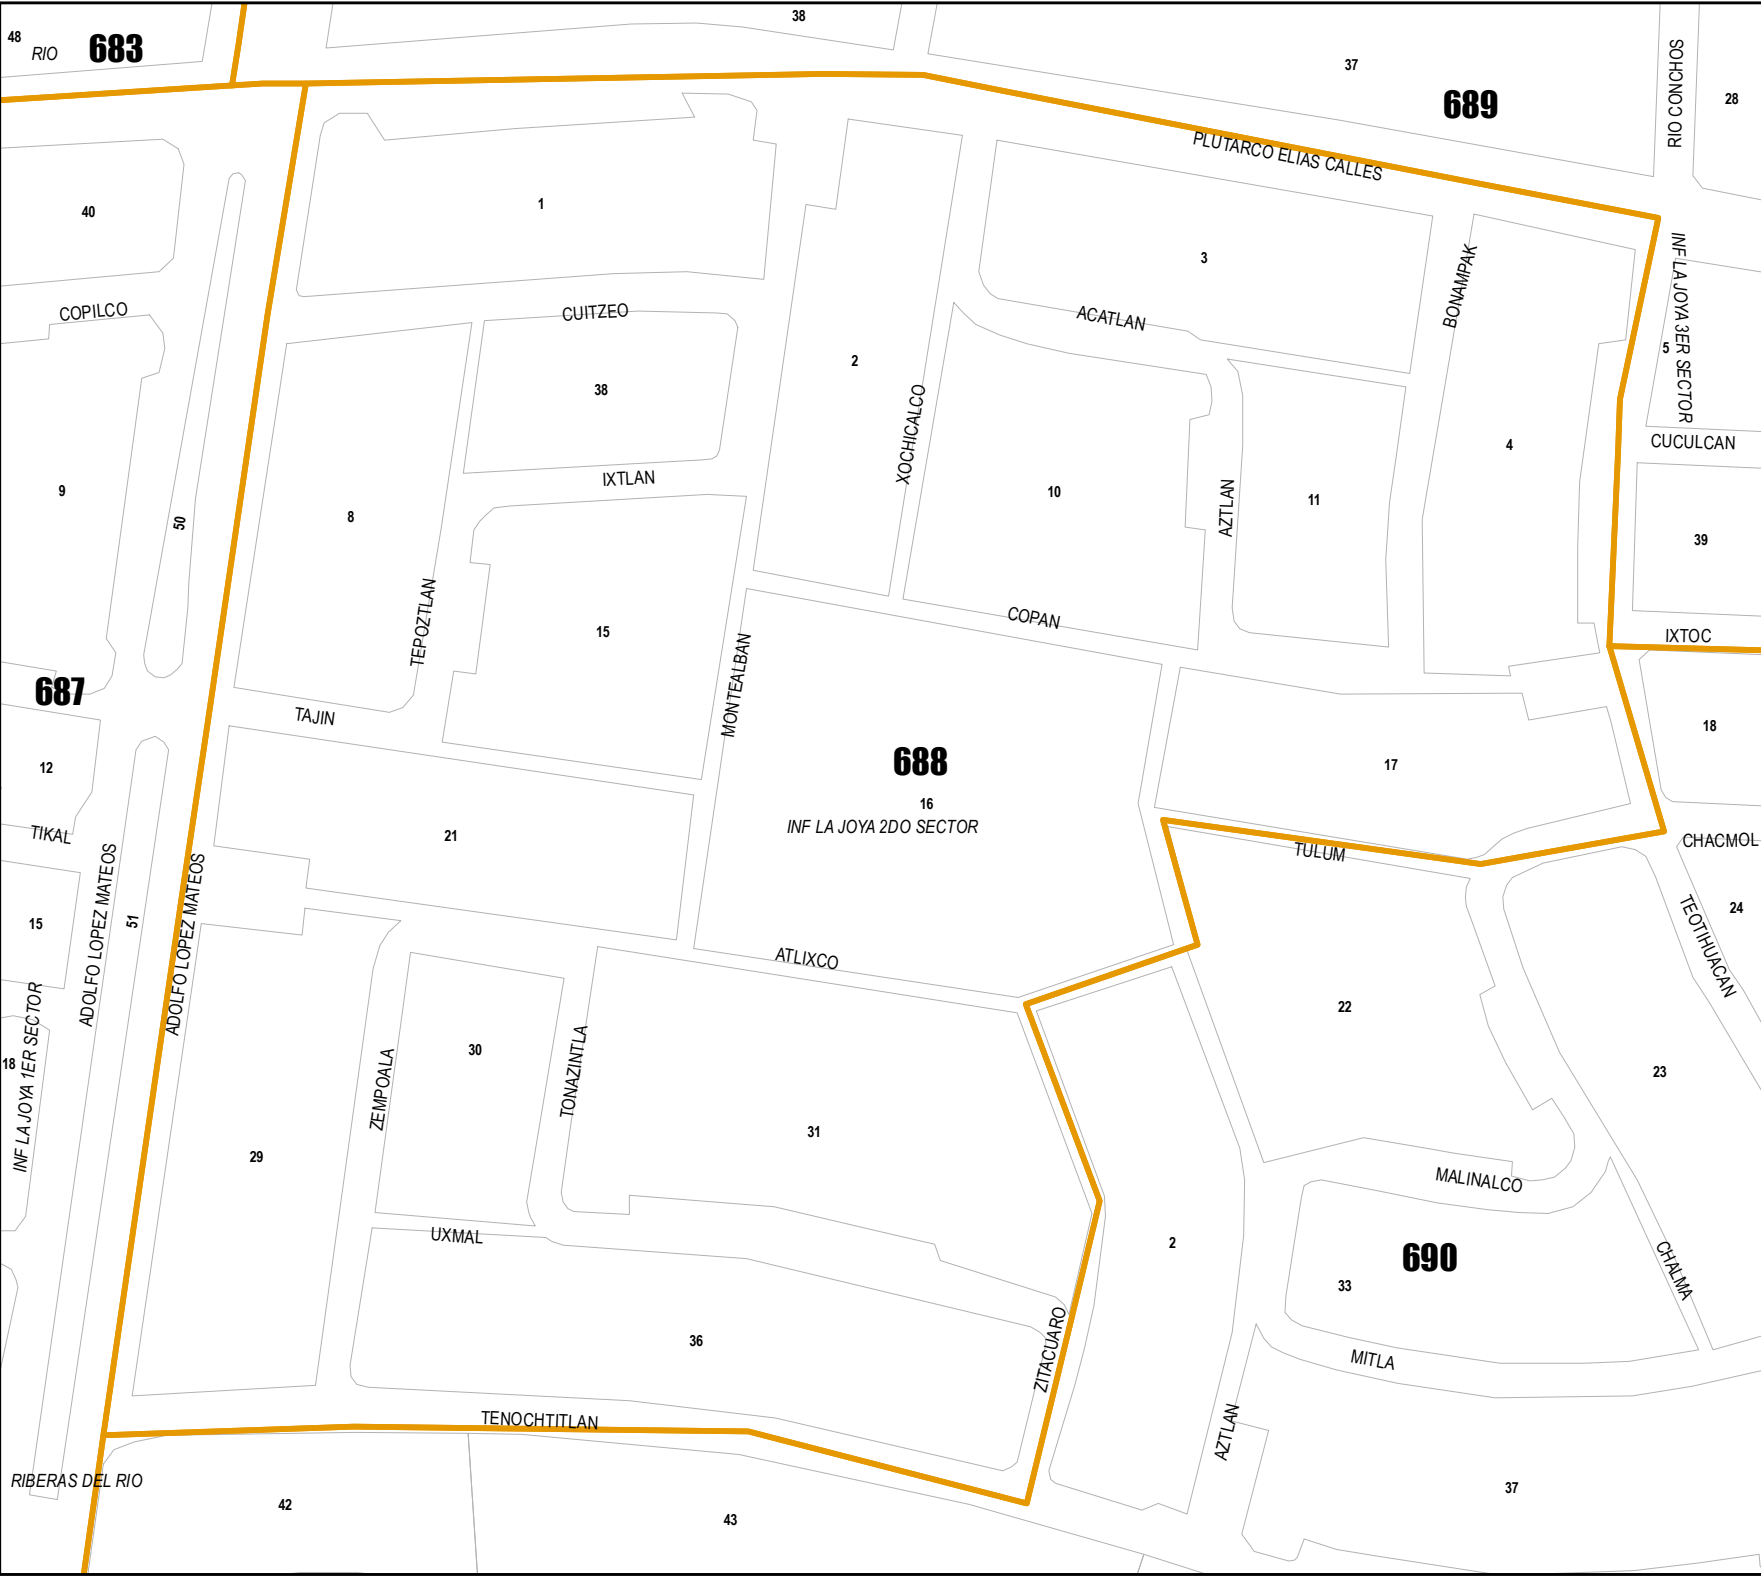 38
48
RIO
683
37
689
RIO CONCHOS
28
PLUTARCO ELIAS CALLES
40
1
3
BONAMPAK
INF LA JOYA 3ER SECTOR
COPILCO
CUITZEO
ACATLAN
5
2
38
XOCHICALCO
4
CUCULCAN
9
IXTLAN
10
AZTLAN
11
8
50
39
TEPOZTLAN
15
COPAN
IXTOC
687
MONTEALBAN
TAJIN
18
688
12
17
16
INF LA JOYA 2DO SECTOR
TIKAL
21
TULUM
CHACMOL
ADOLFO LOPEZ MATEOS
ADOLFO LOPEZ MATEOS
15
51
24
TEOTIHUACAN
ATLIXCO
22
INF LA JOYA 1ER SECTOR
18
30
ZEMPOALA
TONAZINTLA
23
31
29
MALINALCO
UXMAL
2
690
CHALMA
33
36
ZITACUARO
MITLA
TENOCHTITLAN
AZTLAN
RIBERAS DEL RIO
42
43
37